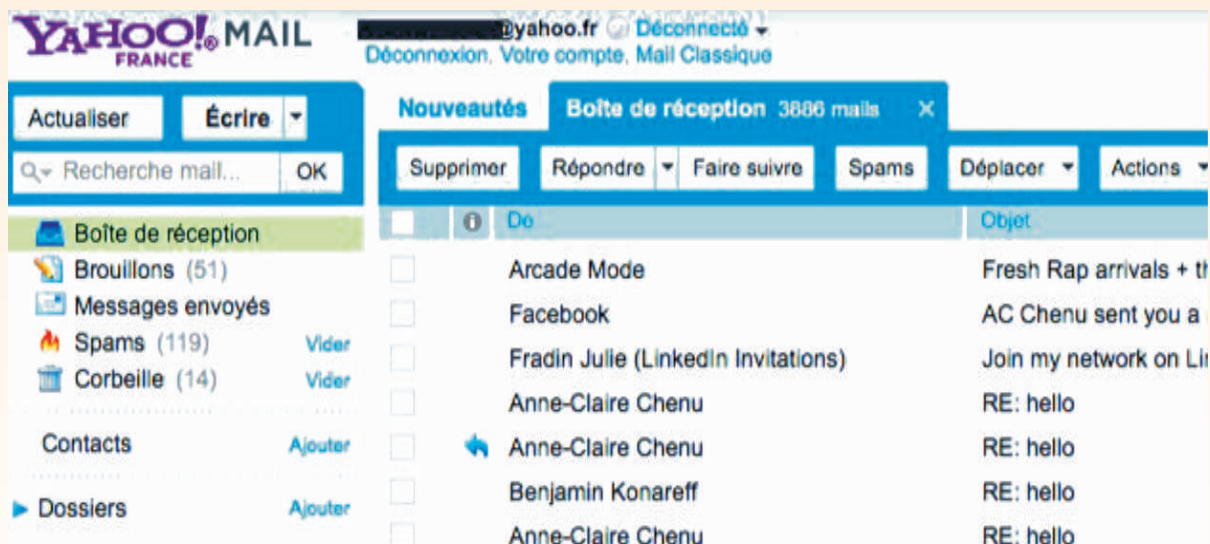 YAHOO! MAIL
FRANCE
@yahoo.fr Déconnecté
Déconnexion, Votre compte, Mail Classique
Actualiser Écrire
Nouveautés Boîte de réception 3886 mails
Recherche mail... OK
Supprimer Répondre Faire suivre Spams Déplacer Actions
De Objet
Boîte de réception
Brouillons (51)
Messages envoyés
Spams (119) Vider
Corbeille (14) Vider
Contacts Ajouter
Dossiers Ajouter
Arcade Mode Fresh Rap arrivals + th
Facebook AC Chenu sent you a
Fradin Julie (LinkedIn Invitations) Join my network on Lin
Anne-Claire Chenu RE: hello
Anne-Claire Chenu RE: hello
Benjamin Konareff RE: hello
Anne-Claire Chenu RE: hello